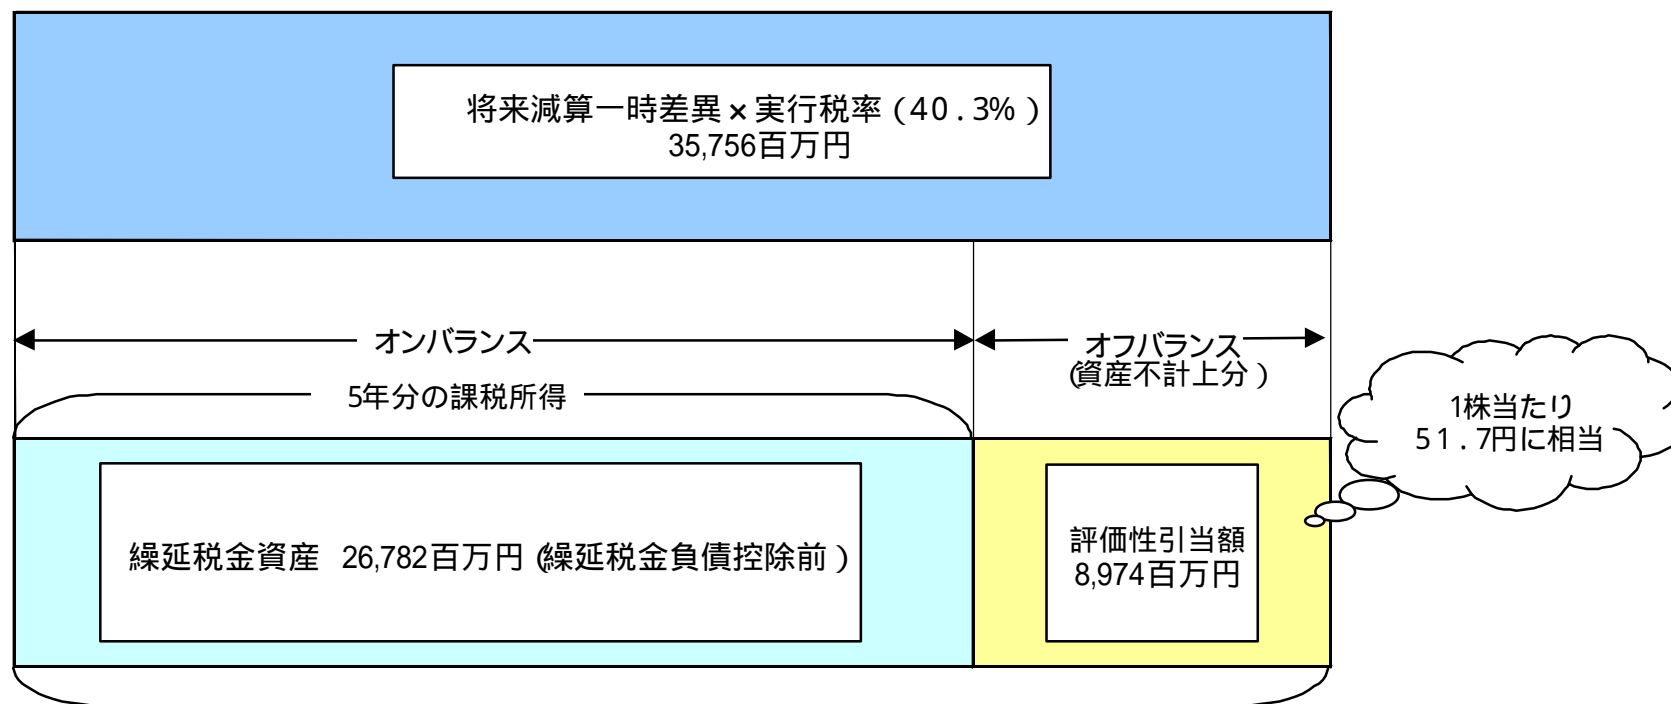 将来減算一時差異×実行税率(40.3%)
35,756百万円
オンバランス
オフバランス
(資産不計上分)
5年分の課税所得
1株当たり
51.7円に相当
繰延税金資産 26,782百万円(繰延税金負債控除前)
評価性引当額
8,974百万円